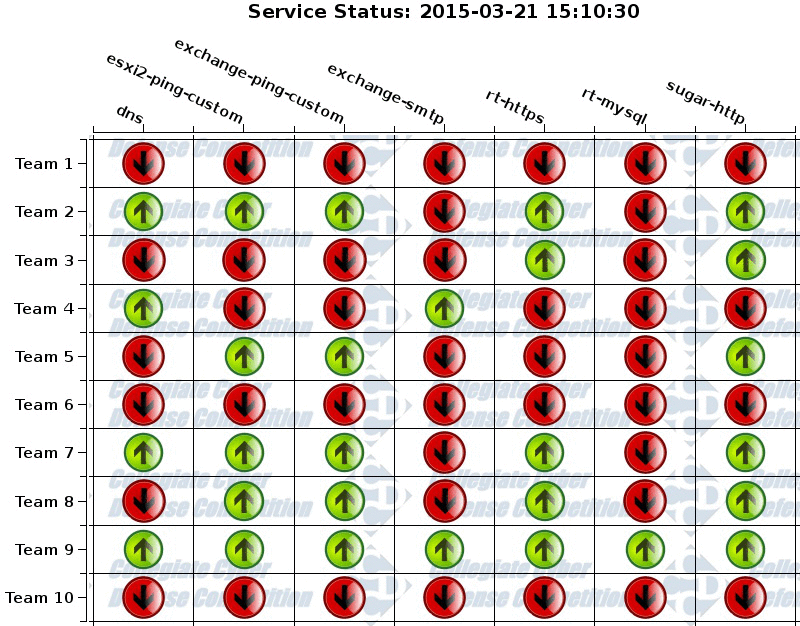 Service Status: 2015-03-21 15:10:30
dns
esxi2-ping-custom
exchange-ping-custom
exchange-smtp
rt-https
rt-mysql
sugar-http
Team 1
Team 2
Team 3
Team 4
Team 5
Team 6
Team 7
Team 8
Team 9
Team 10
Collegiate Cyber
Defense Competition